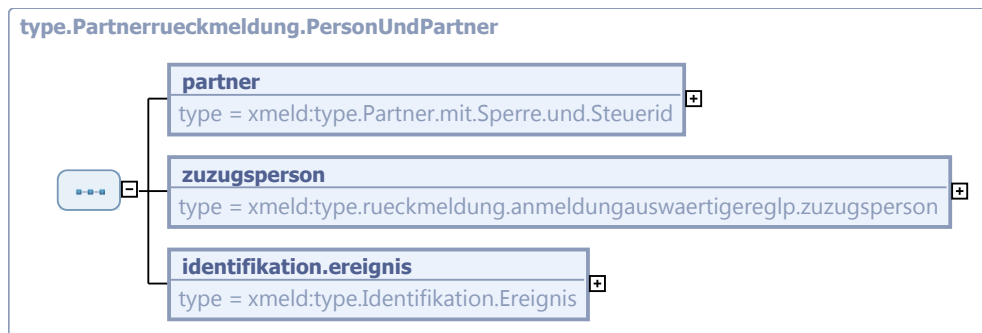 type.Partnerrueckmeldung.PersonUndPartner
partner
type = xmeld:type.Partner.mit.Sperre.und.Steuerid
zuzugsperson
type = xmeld:type.rueckmeldung.anmeldungauswaertigereglp.zuzugsperson
identifikation.ereignis
type = xmeld:type.Identifikation.Ereignis